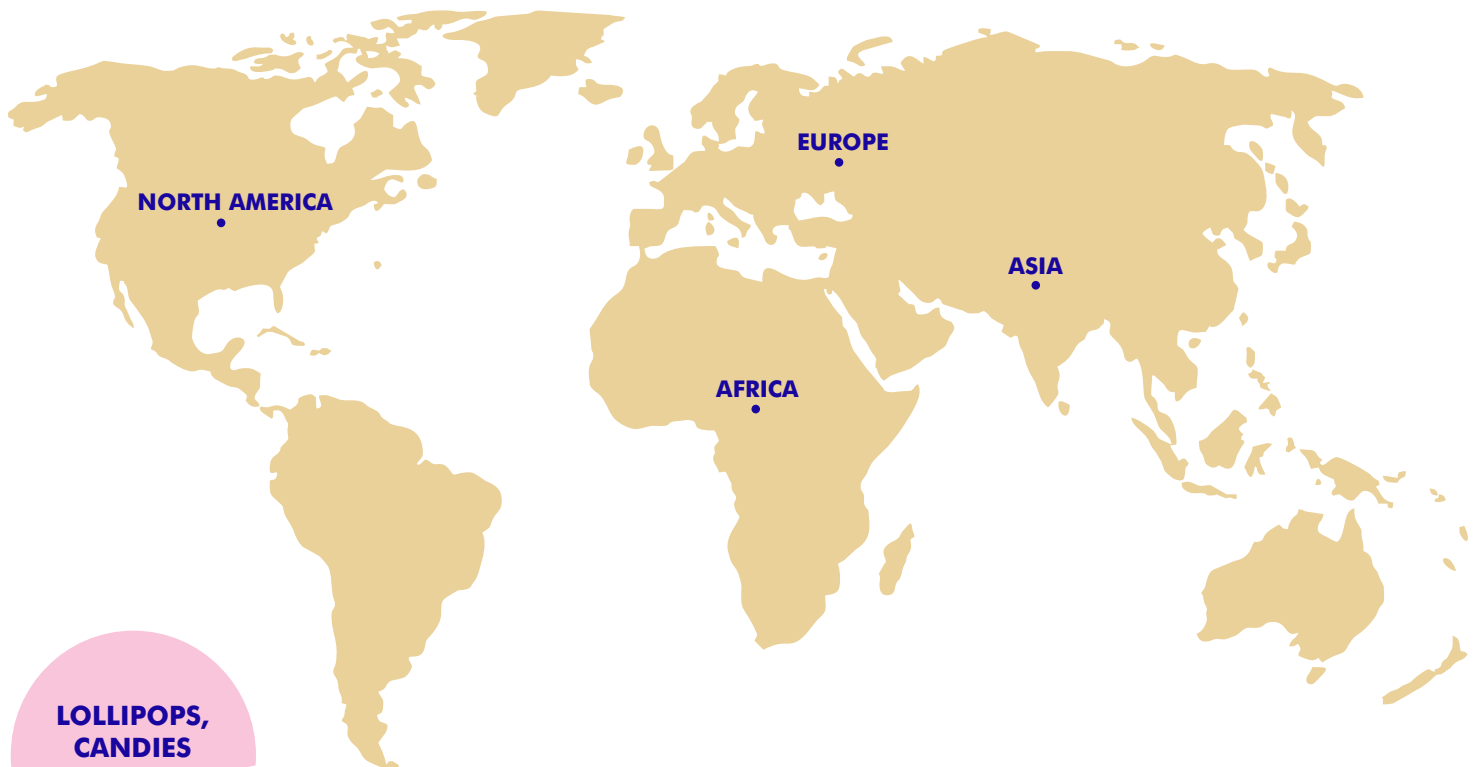 EUROPE
NORTH AMERICA
ASIA
AFRICA
LOLLIPOPS,
CANDIES